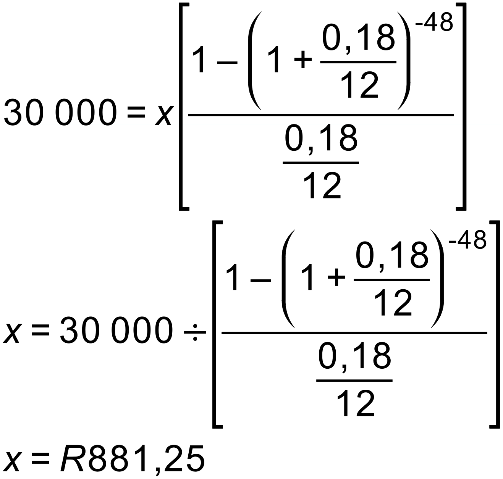 30 000 = x[(1 – (1 + 0,18/12)^-48)/(0,18/12)]
x = 30 000 ÷ [(1 – (1 + 0,18/12)^-48)/(0,18/12)]
x = R881,25